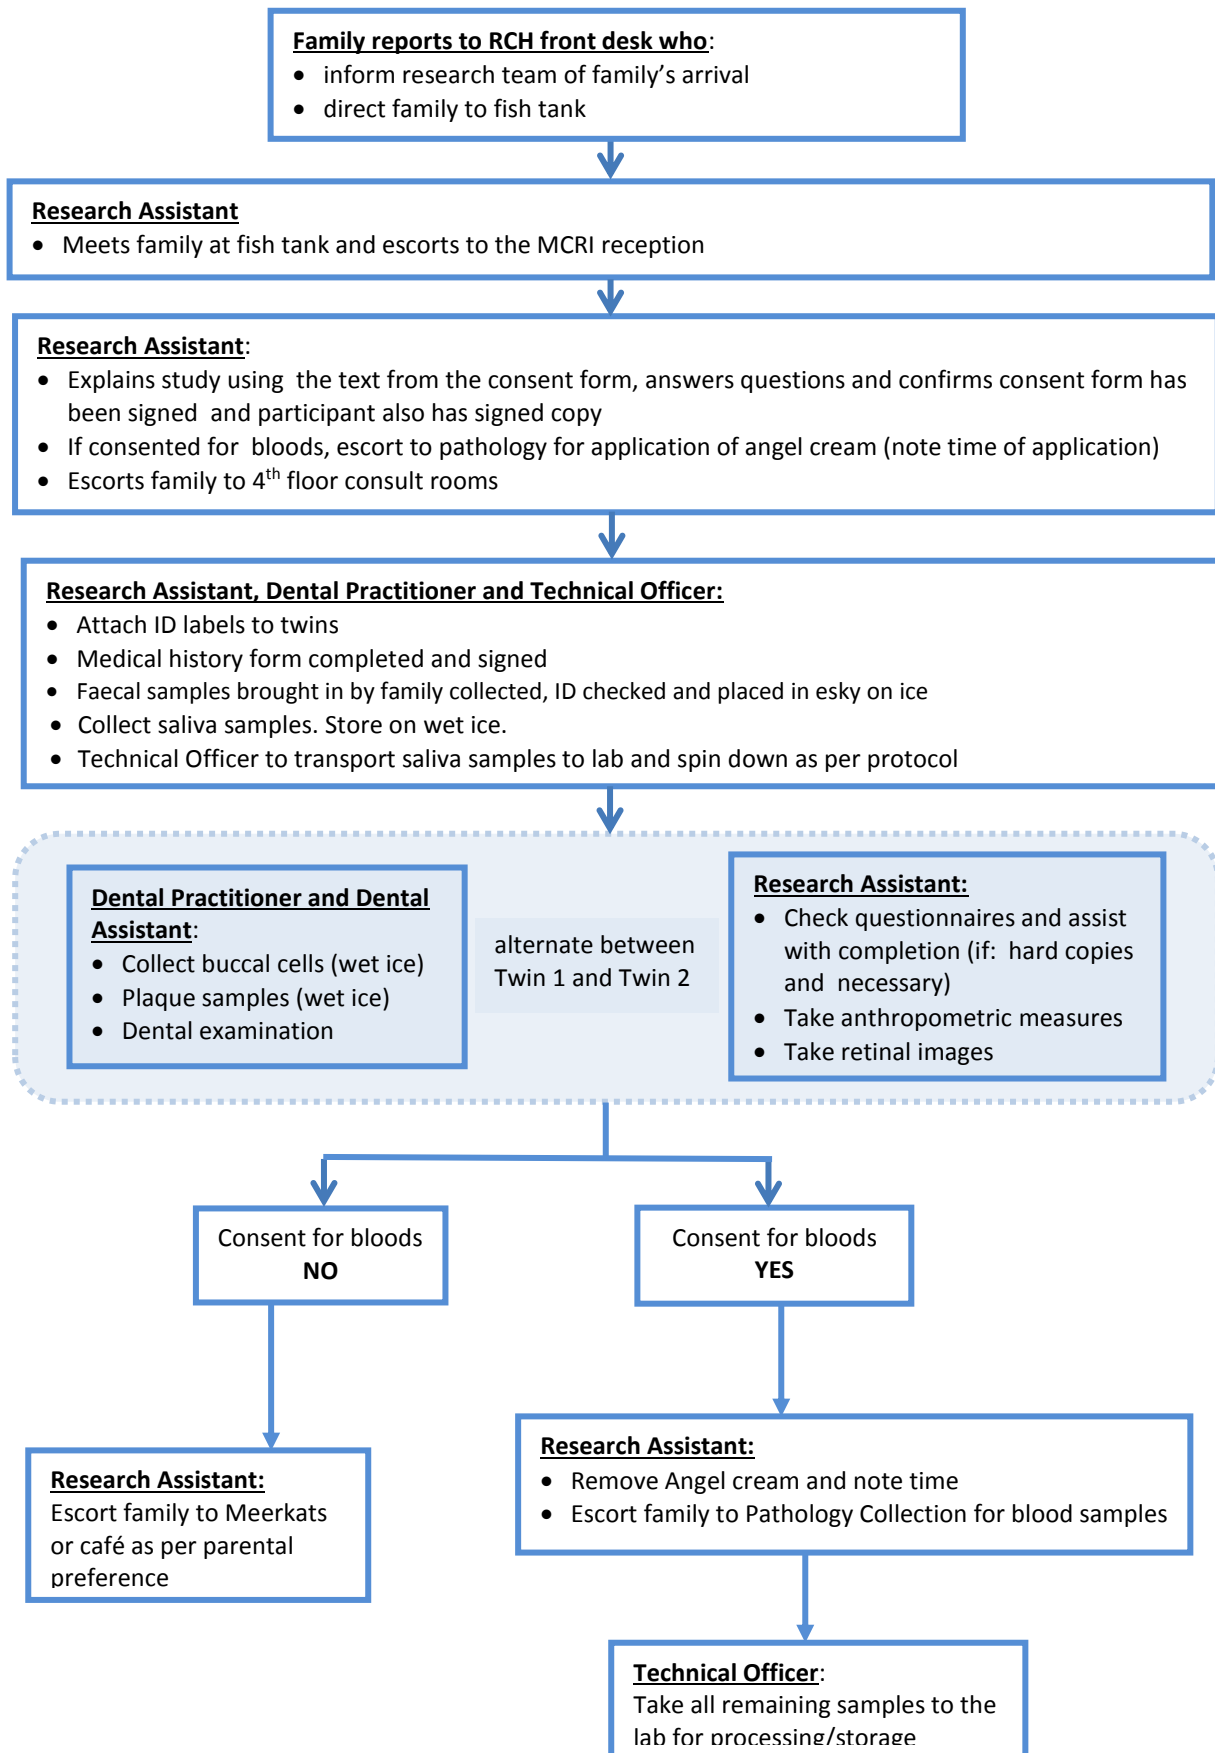 Family reports to RCH front desk who:
• inform research team of family’s arrival
• direct family to fish tank
Research Assistant
• Meets family at fish tank and escorts to the MCRI reception
Research Assistant:
• Explains study using the text from the consent form, answers questions and confirms consent form has
been signed and participant also has signed copy
• If consented for bloods, escort to pathology for application of angel cream (note time of application)
• Escorts family to 4th floor consult rooms
Research Assistant, Dental Practitioner and Technical Officer:
• Attach ID labels to twins
• Medical history form completed and signed
• Faecal samples brought in by family collected, ID checked and placed in esky on ice
• Collect saliva samples. Store on wet ice.
• Technical Officer to transport saliva samples to lab and spin down as per protocol
Dental Practitioner and Dental
Assistant:
• Collect buccal cells (wet ice)
• Plaque samples (wet ice)
• Dental examination
alternate between
Twin 1 and Twin 2
Research Assistant:
• Check questionnaires and assist
with completion (if: hard copies
and necessary)
• Take anthropometric measures
• Take retinal images
Consent for bloods
NO
Consent for bloods
YES
Research Assistant:
Escort family to Meerkats
or café as per parental
preference
Research Assistant:
• Remove Angel cream and note time
• Escort family to Pathology Collection for blood samples
Technical Officer:
Take all remaining samples to the
lab for processing/storage